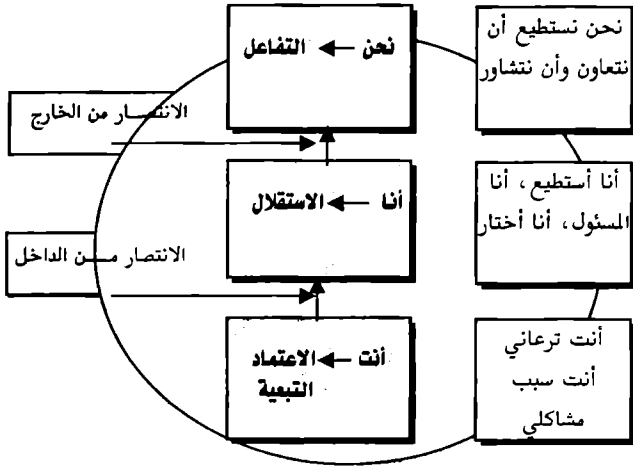 نحن نستطيع أن
نتعاون وأن نتشاور
نحن ← التفاعل
الانتصار من الخارج
أنا أستطيع، أنا
المسئول، أنا أختار
أنا ← الاستقلال
الانتصار من الداخل
أنت ترعاني
أنت سبب
مشاكلي
أنت ← الاعتماد
التبعية